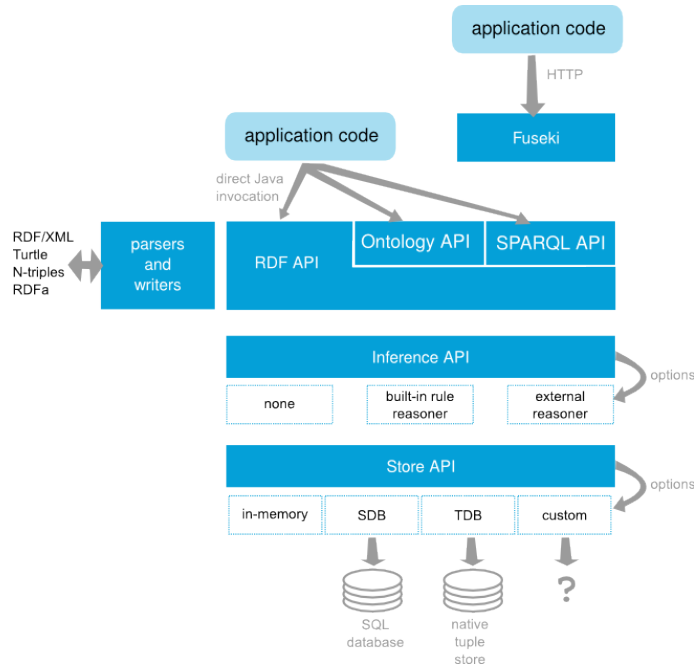 application code
HTTP
Fuseki
application code
direct Java
invocation
RDF/XML
Turtle
N-triples
RDFa
parsers
and
writers
RDF API
Ontology API
SPARQL API
Inference API
options
none
built-in rule
reasoner
external
reasoner
Store API
options
in-memory
SDB
TDB
custom
SQL
database
native
tuple
store
?